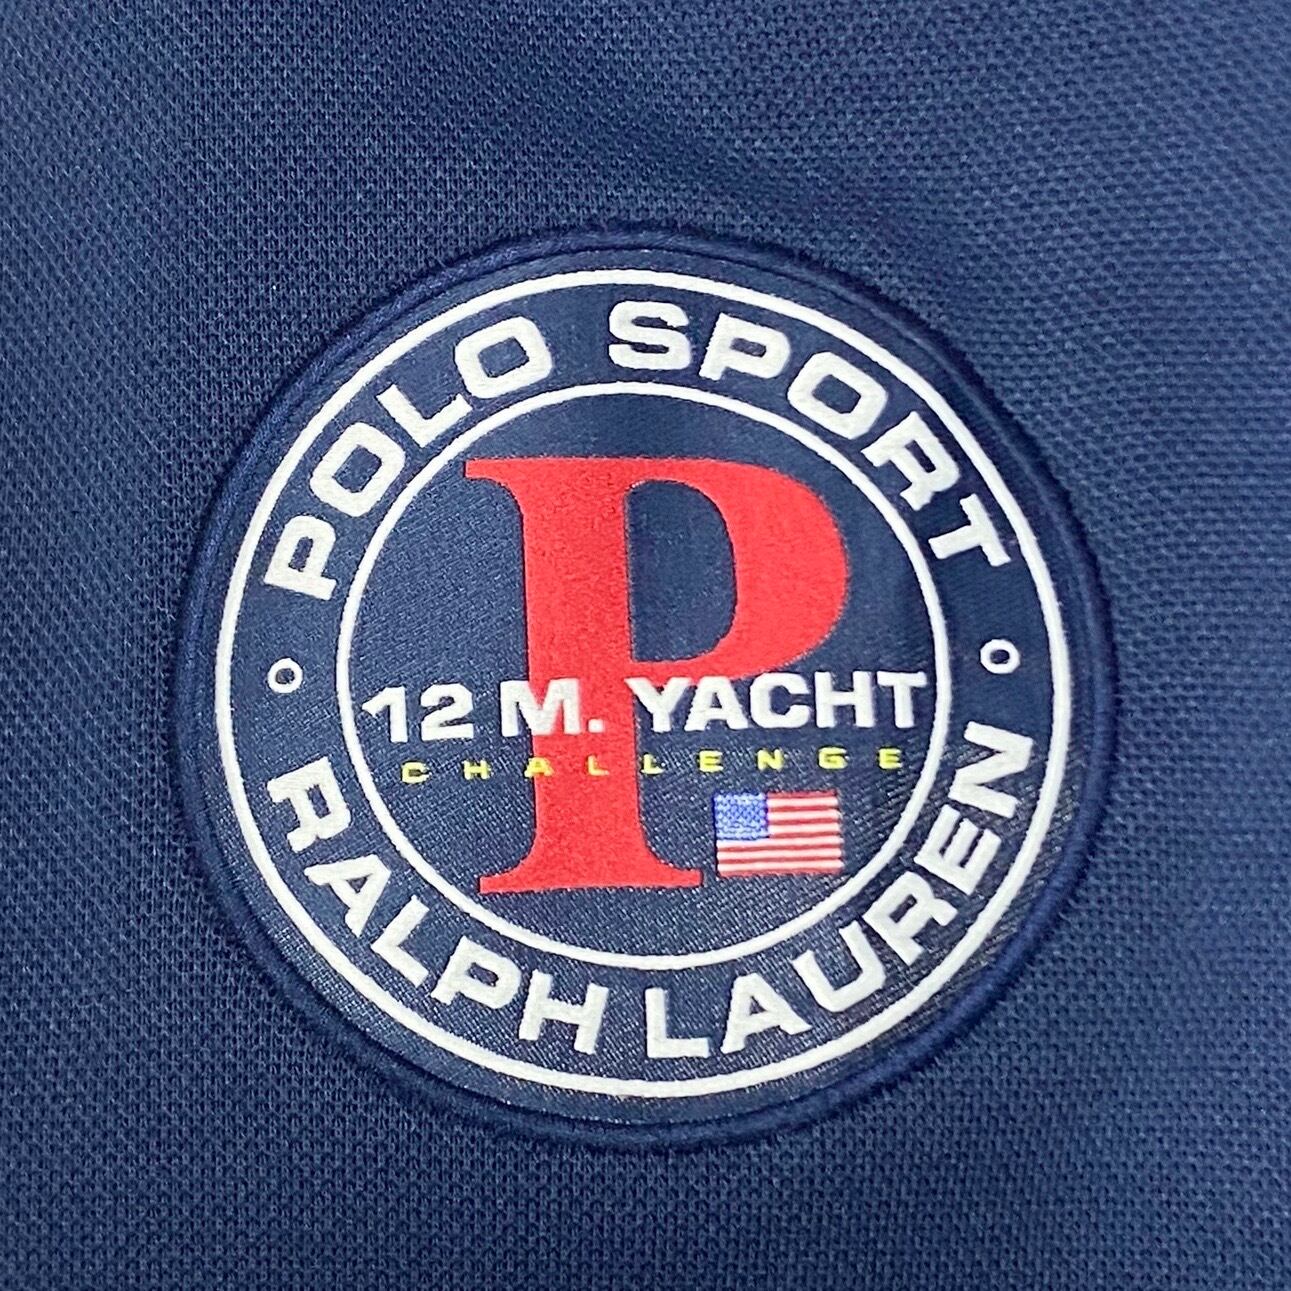 POLO SPORT
P
12 M. YACHT
CHALLENGE
RALPH LAUREN